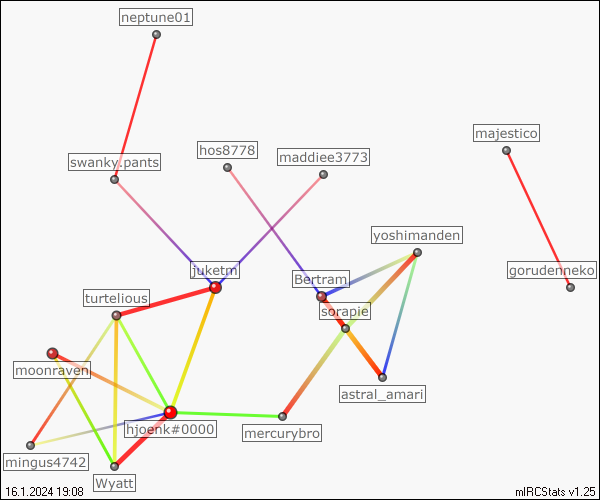 neptune01
majestico
hos8778
maddiee3773
swanky.pants
yoshimanden
juketm
gorudenneko
Bertram
turtelious
sorapie
moonraven
astral_amari
hjoenk#0000
mercurybro
mingus4742
Wyatt
16.1.2024 19:08
mIRCStats v1.25